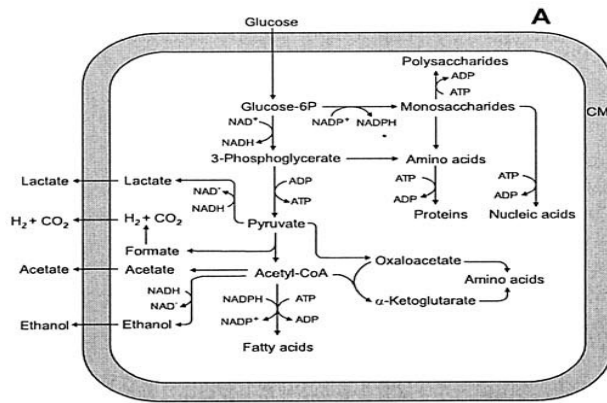 Glucose
A
Polysaccharides
ADP
ATP
Glucose-6P
Monosaccharides
CM
NAD⁺
NADH
NADP⁺ NADPH
3-Phosphoglycerate
Amino acids
Lactate
Lactate
NAD⁺
NADH
ADP
ATP
ATP
ADP
ATP
ADP
H₂ + CO₂
H₂ + CO₂
Pyruvate
Proteins
Nucleic acids
Formate
Oxaloacetate
Acetate
Acetate
Acetyl-CoA
Amino acids
NADH
NAD⁺
NADPH
ATP
α-Ketoglutarate
NADP⁺
ADP
Ethanol
Ethanol
Fatty acids